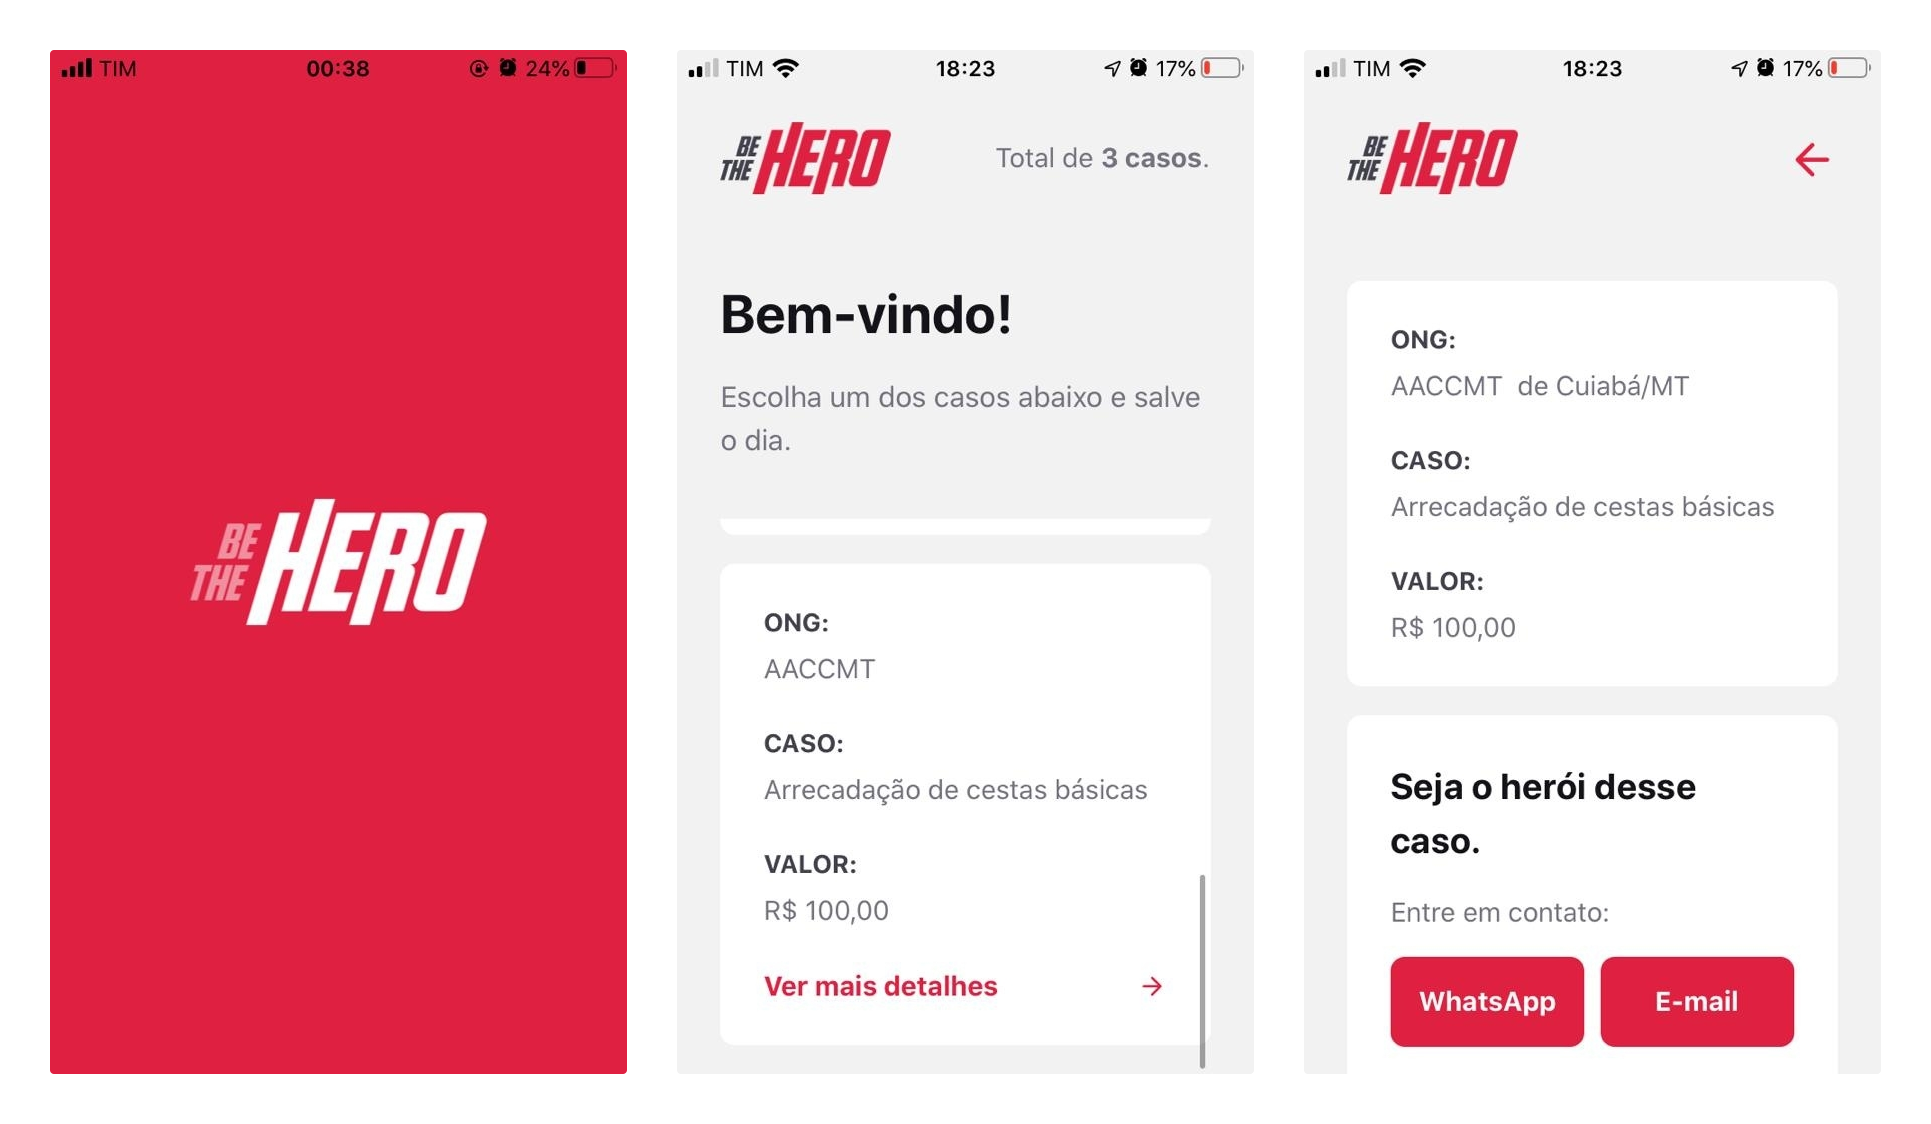 TIM 00:38 24%
BE
THE HERO
TIM 18:23 17%
BE
THE HERO
Total de 3 casos.
Bem-vindo!
Escolha um dos casos abaixo e salve
o dia.
ONG:
AACCMT
CASO:
Arrecadação de cestas básicas
VALOR:
R$ 100,00
Ver mais detalhes
TIM 18:23 17%
BE
THE HERO
ONG:
AACCMT  de Cuiabá/MT
CASO:
Arrecadação de cestas básicas
VALOR:
R$ 100,00
Seja o herói desse
caso.
Entre em contato:
WhatsApp E-mail